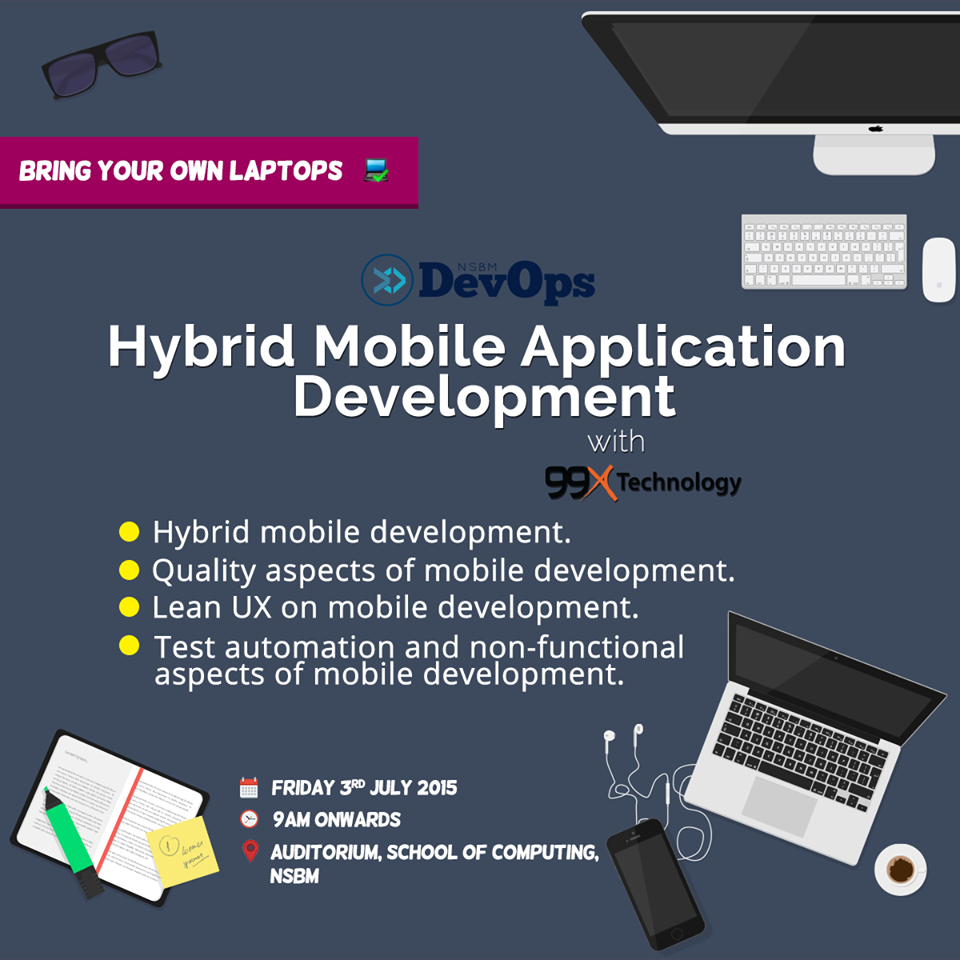 BRING YOUR OWN LAPTOPS
NSBM
DevOps
Hybrid Mobile Application
Development
with
99X Technology
Hybrid mobile development.
Quality aspects of mobile development.
Lean UX on mobile development.
Test automation and non-functional
aspects of mobile development.
FRIDAY 3RD JULY 2015
9AM ONWARDS
AUDITORIUM, SCHOOL OF COMPUTING,
NSBM